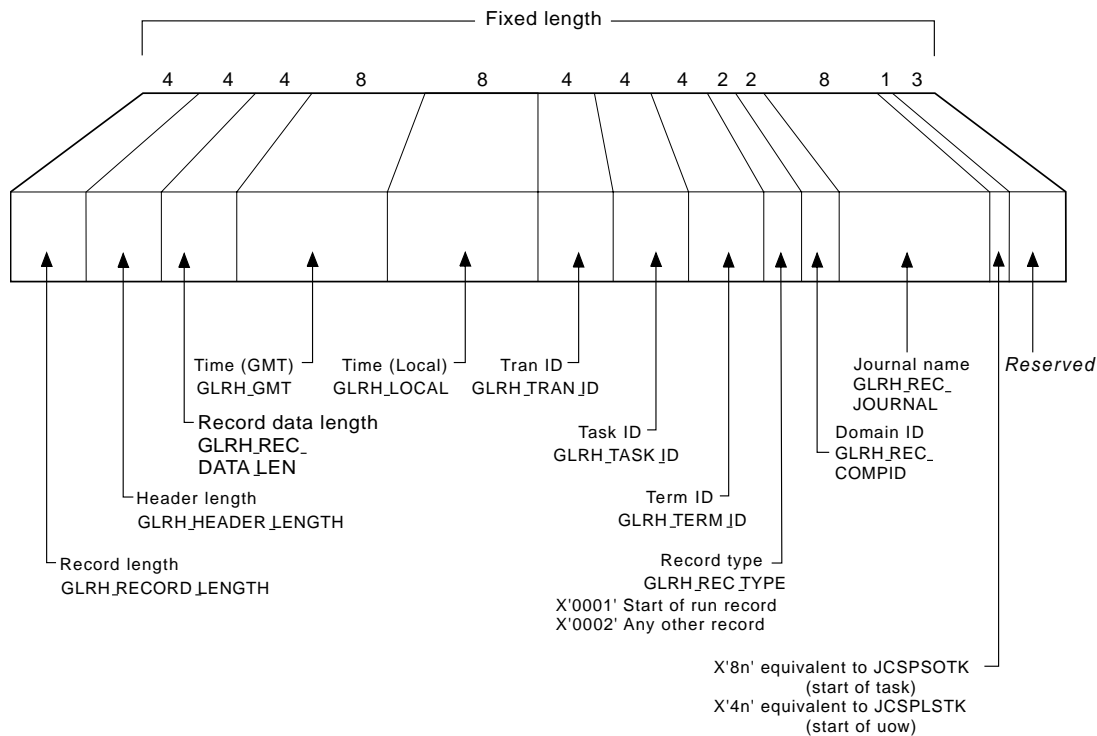 Fixed length
4 4 4 8 8 4 4 4 2 2 8 1 3
Time (GMT)
GLRH_GMT
Time (Local)
GLRH_LOCAL
Tran ID
GLRH_TRAN_ID
Journal name
GLRH_REC_
JOURNAL
Reserved
Record data length
GLRH_REC_
DATA_LEN
Task ID
GLRH_TASK_ID
Domain ID
GLRH_REC_
COMPID
Header length
GLRH_HEADER_LENGTH
Term ID
GLRH_TERM_ID
Record length
GLRH_RECORD_LENGTH
Record type
GLRH_REC_TYPE
X'0001' Start of run record
X'0002' Any other record
X'8n' equivalent to JCSPSOTK
(start of task)
X'4n' equivalent to JCSPLSTK
(start of uow)